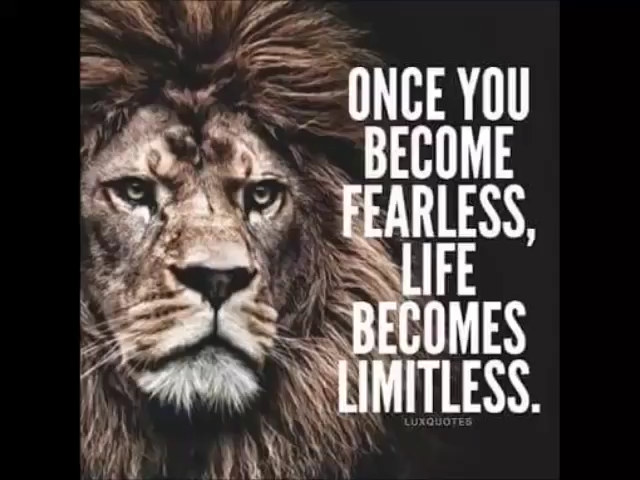 ONCE YOU
BECOME
FEARLESS,
LIFE
BECOMES
LIMITLESS.
LUXQUOTES